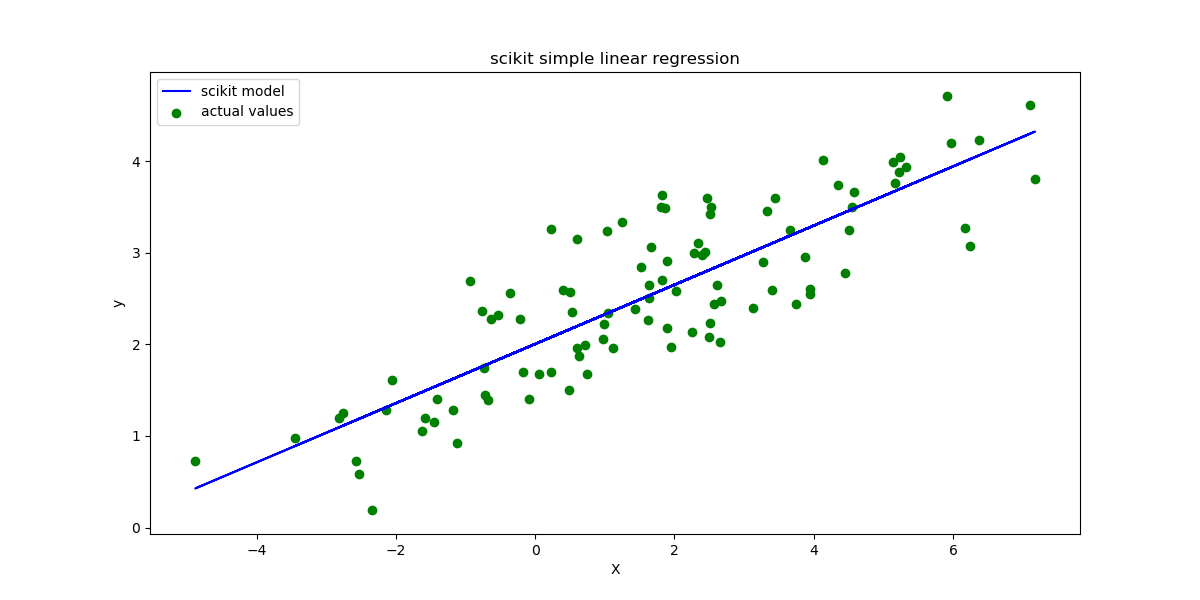 scikit simple linear regression
scikit model
actual values
4
3
2
1
0
y
−4 −2 0 2 4 6
X